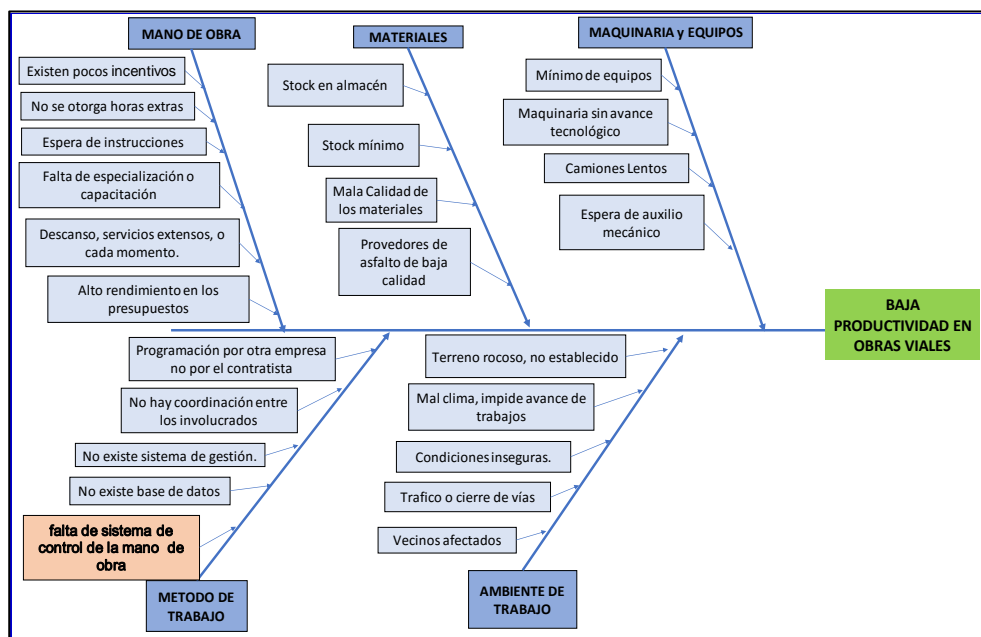 MANO DE OBRA
MATERIALES
MAQUINARIA y EQUIPOS
Existen pocos incentivos
No se otorga horas extras
Espera de instrucciones
Falta de especialización o
capacitación
Descanso, servicios extensos, o
cada momento.
Alto rendimiento en los
presupuestos
Stock en almacén
Stock mínimo
Mala Calidad de
los materiales
Provedores de
asfalto de baja
calidad
Mínimo de equipos
Maquinaria sin avance
tecnológico
Camiones Lentos
Espera de auxilio
mecánico
BAJA
PRODUCTIVIDAD EN
OBRAS VIALES
Programación por otra empresa
no por el contratista
No hay coordinación entre
los involucrados
No existe sistema de gestión.
No existe base de datos
falta de sistema de
control de la mano de
obra
METODO DE
TRABAJO
Terreno rocoso, no establecido
Mal clima, impide avance de
trabajos
Condiciones inseguras.
Trafico o cierre de vías
Vecinos afectados
AMBIENTE DE
TRABAJO